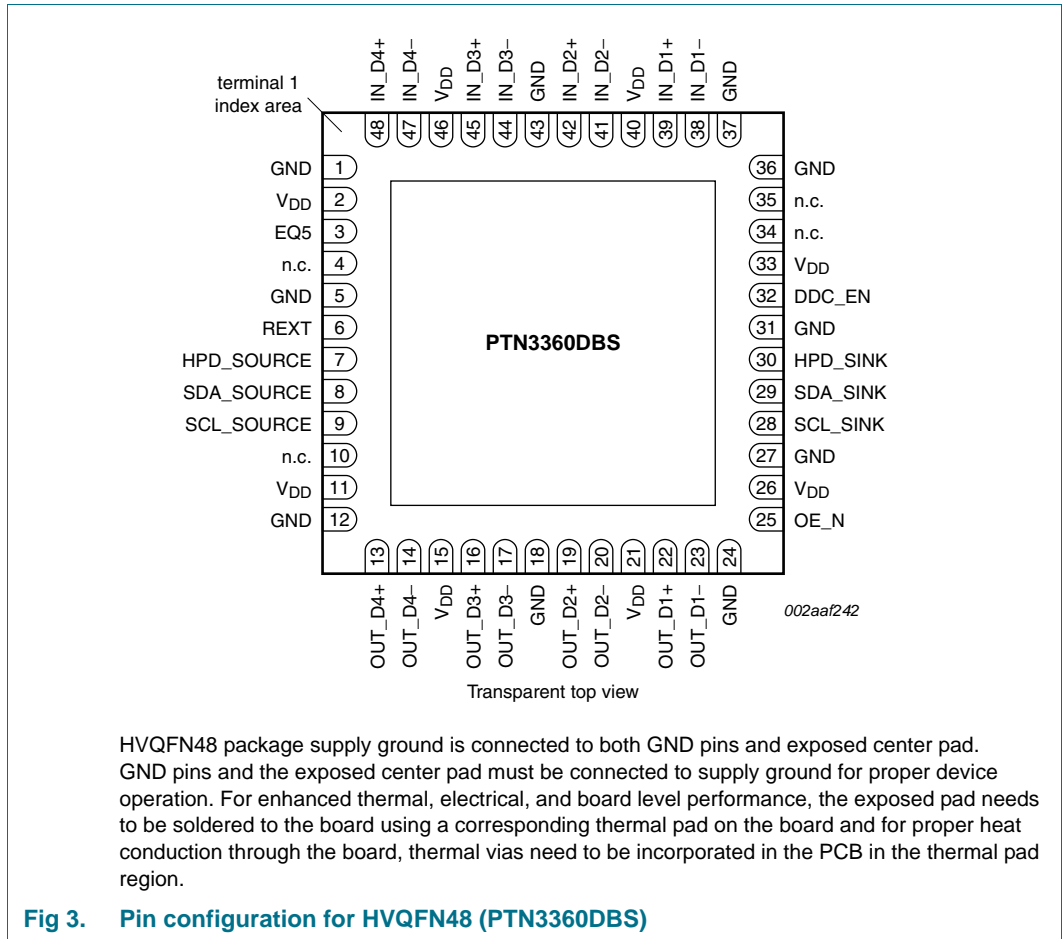 terminal 1
index area
IN_D4+
IN_D4−
VDD
IN_D3+
IN_D3−
GND
IN_D2+
IN_D2−
VDD
IN_D1+
IN_D1−
GND
48
47
46
45
44
43
42
41
40
39
38
37
GND 1
VDD 2
EQ5 3
n.c. 4
GND 5
REXT 6
HPD_SOURCE 7
SDA_SOURCE 8
SCL_SOURCE 9
n.c. 10
VDD 11
GND 12
PTN3360DBS
36 GND
35 n.c.
34 n.c.
33 VDD
32 DDC_EN
31 GND
30 HPD_SINK
29 SDA_SINK
28 SCL_SINK
27 GND
26 VDD
25 OE_N
13
14
15
16
17
18
19
20
21
22
23
24
OUT_D4+
OUT_D4−
VDD
OUT_D3+
OUT_D3−
GND
OUT_D2+
OUT_D2−
VDD
OUT_D1+
OUT_D1−
GND
002aaf242
Transparent top view
HVQFN48 package supply ground is connected to both GND pins and exposed center pad.
GND pins and the exposed center pad must be connected to supply ground for proper device
operation. For enhanced thermal, electrical, and board level performance, the exposed pad needs
to be soldered to the board using a corresponding thermal pad on the board and for proper heat
conduction through the board, thermal vias need to be incorporated in the PCB in the thermal pad
region.
Fig 3. Pin configuration for HVQFN48 (PTN3360DBS)